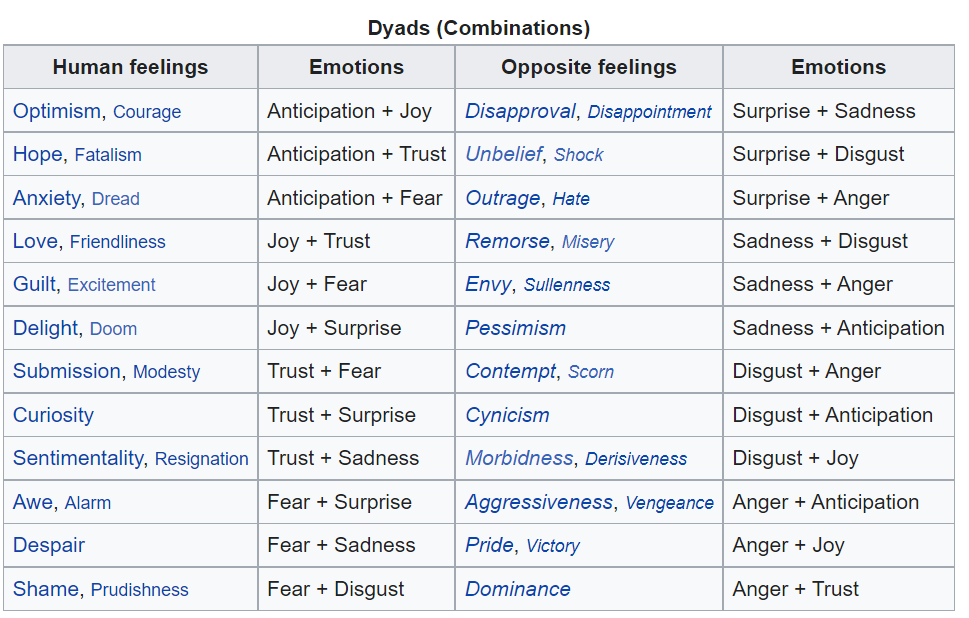 Dyads (Combinations)
Human feelings Emotions Opposite feelings Emotions
Optimism, Courage Anticipation + Joy Disapproval, Disappointment Surprise + Sadness
Hope, Fatalism Anticipation + Trust Unbelief, Shock Surprise + Disgust
Anxiety, Dread Anticipation + Fear Outrage, Hate Surprise + Anger
Love, Friendliness Joy + Trust Remorse, Misery Sadness + Disgust
Guilt, Excitement Joy + Fear Envy, Sullenness Sadness + Anger
Delight, Doom Joy + Surprise Pessimism Sadness + Anticipation
Submission, Modesty Trust + Fear Contempt, Scorn Disgust + Anger
Curiosity Trust + Surprise Cynicism Disgust + Anticipation
Sentimentality, Resignation Trust + Sadness Morbidness, Derisiveness Disgust + Joy
Awe, Alarm Fear + Surprise Aggressiveness, Vengeance Anger + Anticipation
Despair Fear + Sadness Pride, Victory Anger + Joy
Shame, Prudishness Fear + Disgust Dominance Anger + Trust